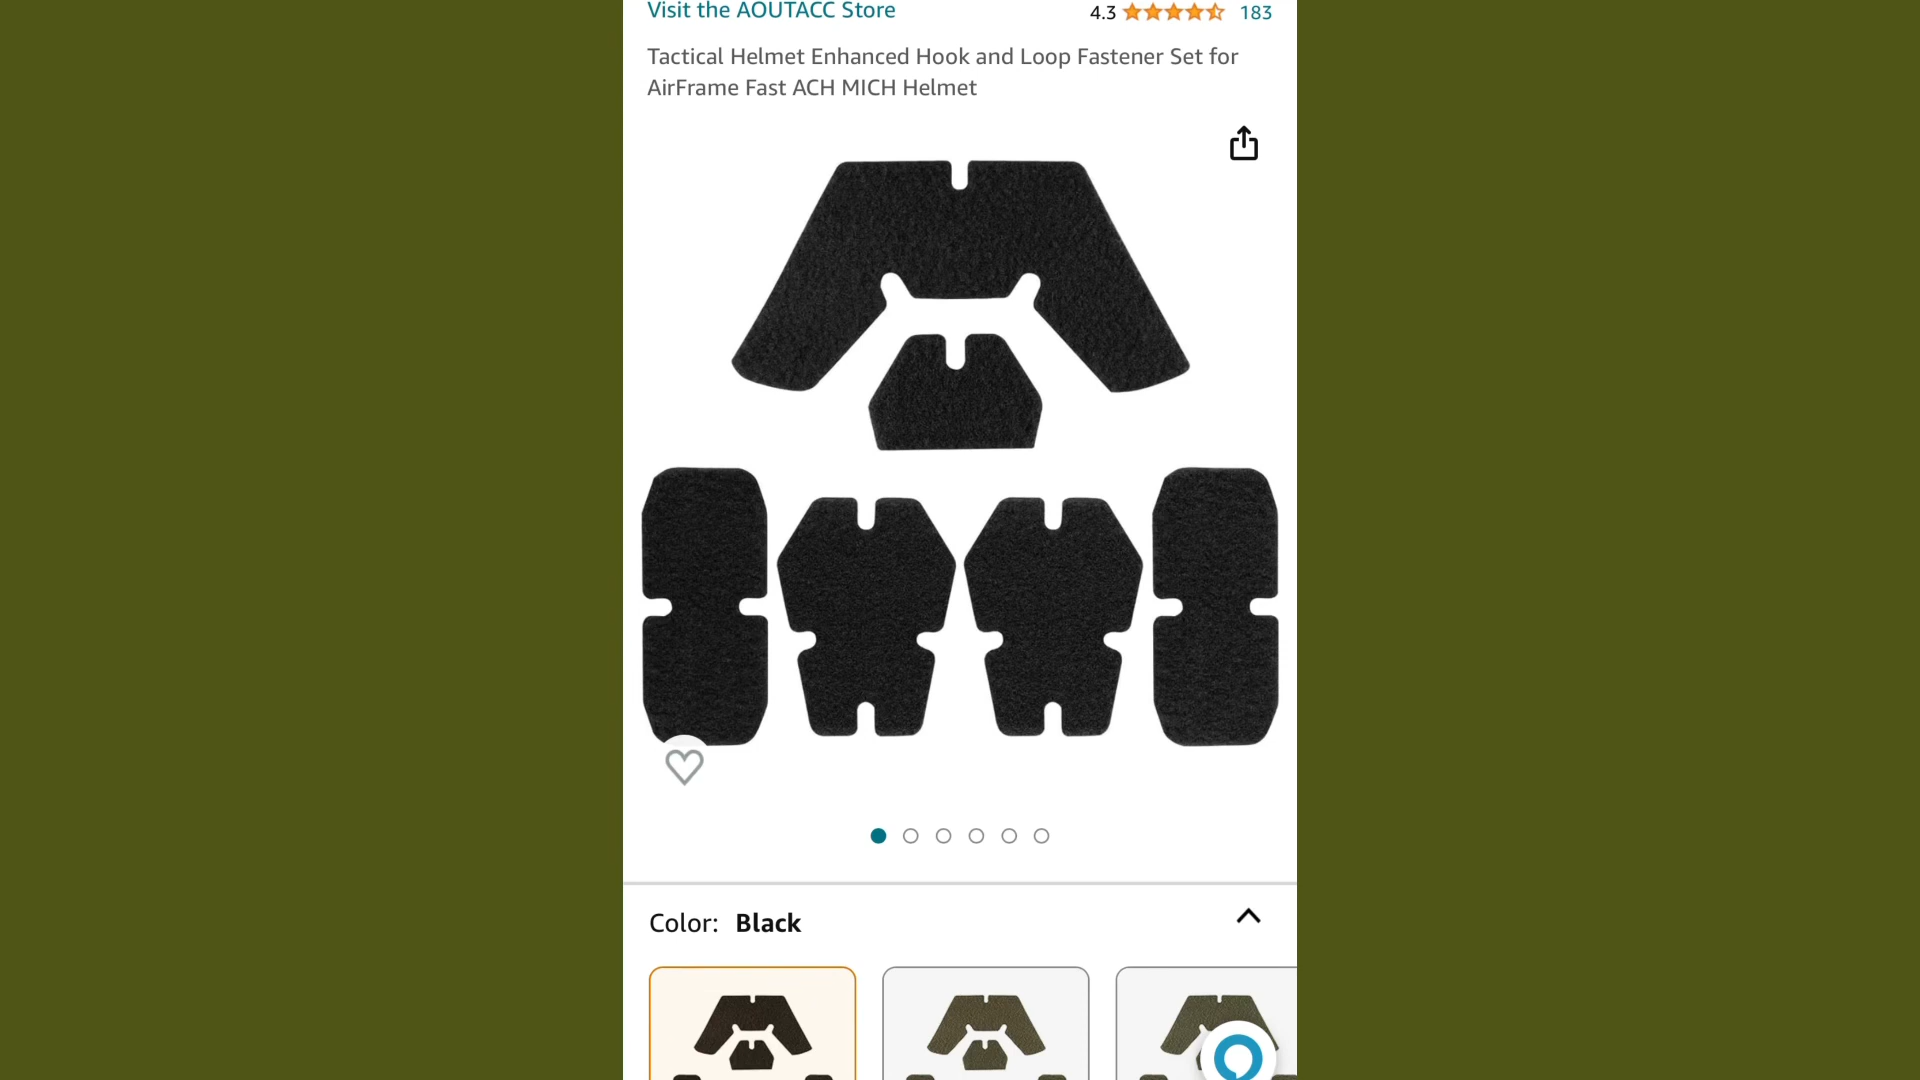 Visit the AOUTACC Store
4.3 183
Tactical Helmet Enhanced Hook and Loop Fastener Set for
AirFrame Fast ACH MICH Helmet
Color: Black